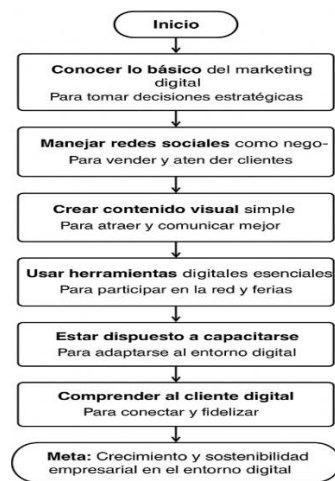 Inicio
Conocer lo básico del marketing
digital
Para tomar decisiones estratégicas
Manejar redes sociales como nego-
Para vender y aten der clientes
Crear contenido visual simple
Para atraer y comunicar mejor
Usar herramientas digitales esenciales
Para participar en la red y ferias
Estar dispuesto a capacitarse
Para adaptarse al entorno digital
Comprender al cliente digital
Para conectar y fidelizar
Meta: Crecimiento y sostenibilidad
empresarial en el entorno digital